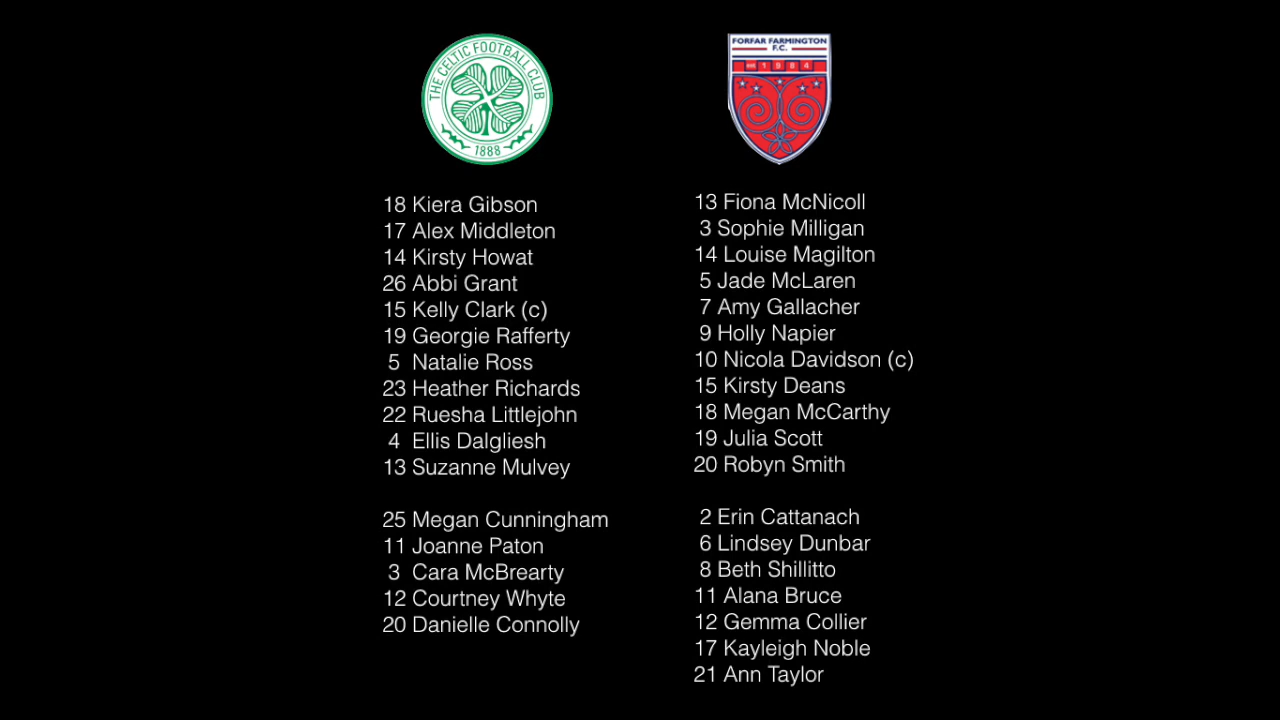 THE CELTIC FOOTBALL CLUB
1888
18 Kiera Gibson
17 Alex Middleton
14 Kirsty Howat
26 Abbi Grant
15 Kelly Clark (c)
19 Georgie Rafferty
5 Natalie Ross
23 Heather Richards
22 Ruesha Littlejohn
4 Ellis Dalgliesh
13 Suzanne Mulvey
25 Megan Cunningham
11 Joanne Paton
3 Cara McBrearty
12 Courtney Whyte
20 Danielle Connolly
FORFAR FARMINGTON
F.C.
est 1 9 8 4
13 Fiona McNicoll
3 Sophie Milligan
14 Louise Magilton
5 Jade McLaren
7 Amy Gallacher
9 Holly Napier
10 Nicola Davidson (c)
15 Kirsty Deans
18 Megan McCarthy
19 Julia Scott
20 Robyn Smith
2 Erin Cattanach
6 Lindsey Dunbar
8 Beth Shillitto
11 Alana Bruce
12 Gemma Collier
17 Kayleigh Noble
21 Ann Taylor